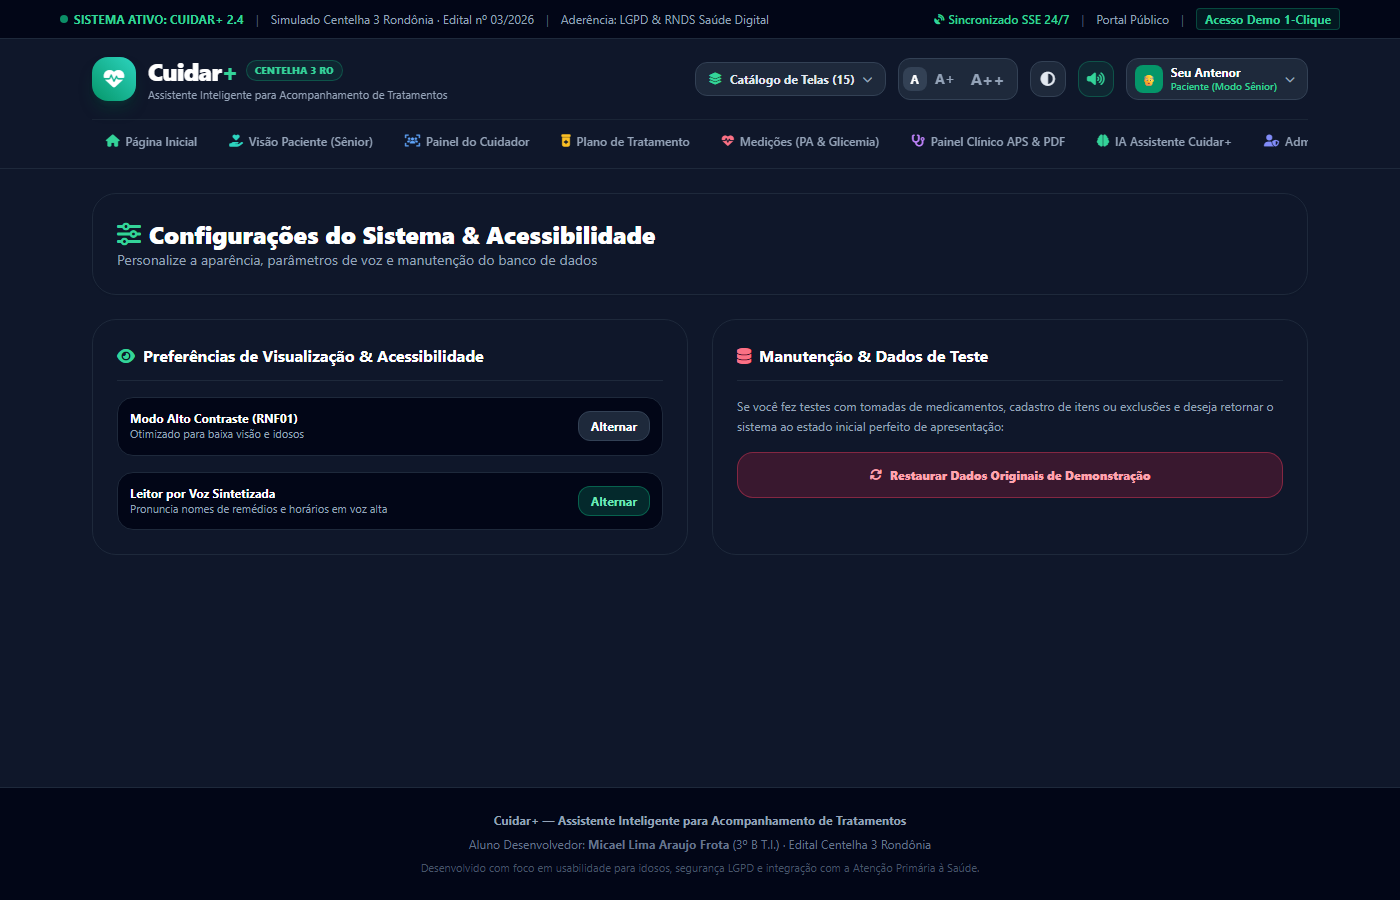 SISTEMA ATIVO: CUIDAR+ 2.4 | Simulado Centelha 3 Rondônia · Edital nº 03/2026 | Aderência: LGPD & RNDS Saúde Digital
Sincronizado SSE 24/7 | Portal Público | Acesso Demo 1-Clique
Cuidar+ CENTELHA 3 RO
Assistente Inteligente para Acompanhamento de Tratamentos
Catálogo de Telas (15)
A A+ A++
Seu Antenor
Paciente (Modo Sênior)
Página Inicial
Visão Paciente (Sênior)
Painel do Cuidador
Plano de Tratamento
Medições (PA & Glicemia)
Painel Clínico APS & PDF
IA Assistente Cuidar+
Adm
Configurações do Sistema & Acessibilidade
Personalize a aparência, parâmetros de voz e manutenção do banco de dados
Preferências de Visualização & Acessibilidade
Modo Alto Contraste (RNF01)
Otimizado para baixa visão e idosos
Alternar
Leitor por Voz Sintetizada
Pronuncia nomes de remédios e horários em voz alta
Alternar
Manutenção & Dados de Teste
Se você fez testes com tomadas de medicamentos, cadastro de itens ou exclusões e deseja retornar o
sistema ao estado inicial perfeito de apresentação:
Restaurar Dados Originais de Demonstração
Cuidar+ — Assistente Inteligente para Acompanhamento de Tratamentos
Aluno Desenvolvedor: Micael Lima Araujo Frota (3º B T.I.) · Edital Centelha 3 Rondônia
Desenvolvido com foco em usabilidade para idosos, segurança LGPD e integração com a Atenção Primária à Saúde.